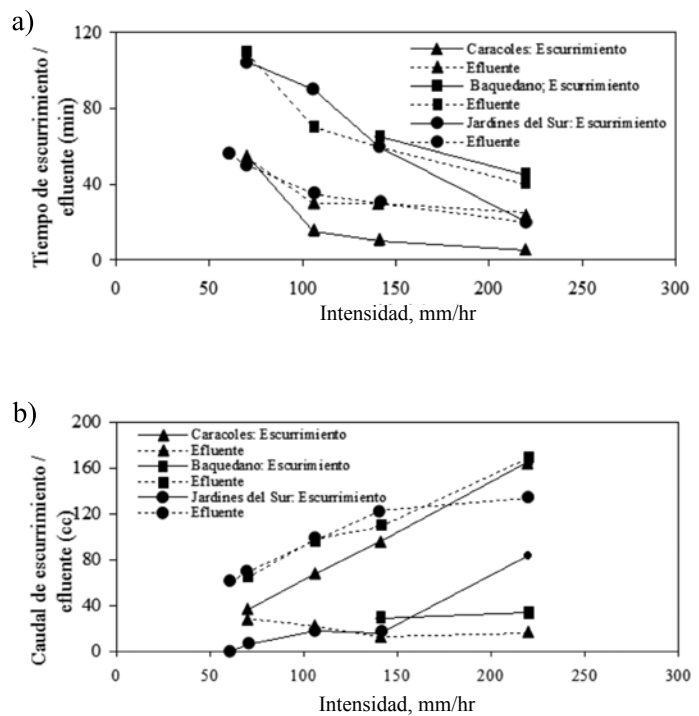 a)
Tiempo de escurrimiento /
efluente (min)
120
80
40
0
0
50
100
150
200
250
300
Caracoles: Escurrimiento
Efluente
Baquedano; Escurrimiento
Efluente
Jardines del Sur: Escurrimiento
Efluente
Intensidad, mm/hr
b)
Caudal de escurrimiento /
efluente (cc)
200
160
120
80
40
0
0
50
100
150
200
250
300
Caracoles: Escurrimiento
Efluente
Baquedano: Escurimiento
Efluente
Jardines del Sur: Escurrimiento
Efluente
Intensidad, mm/hr